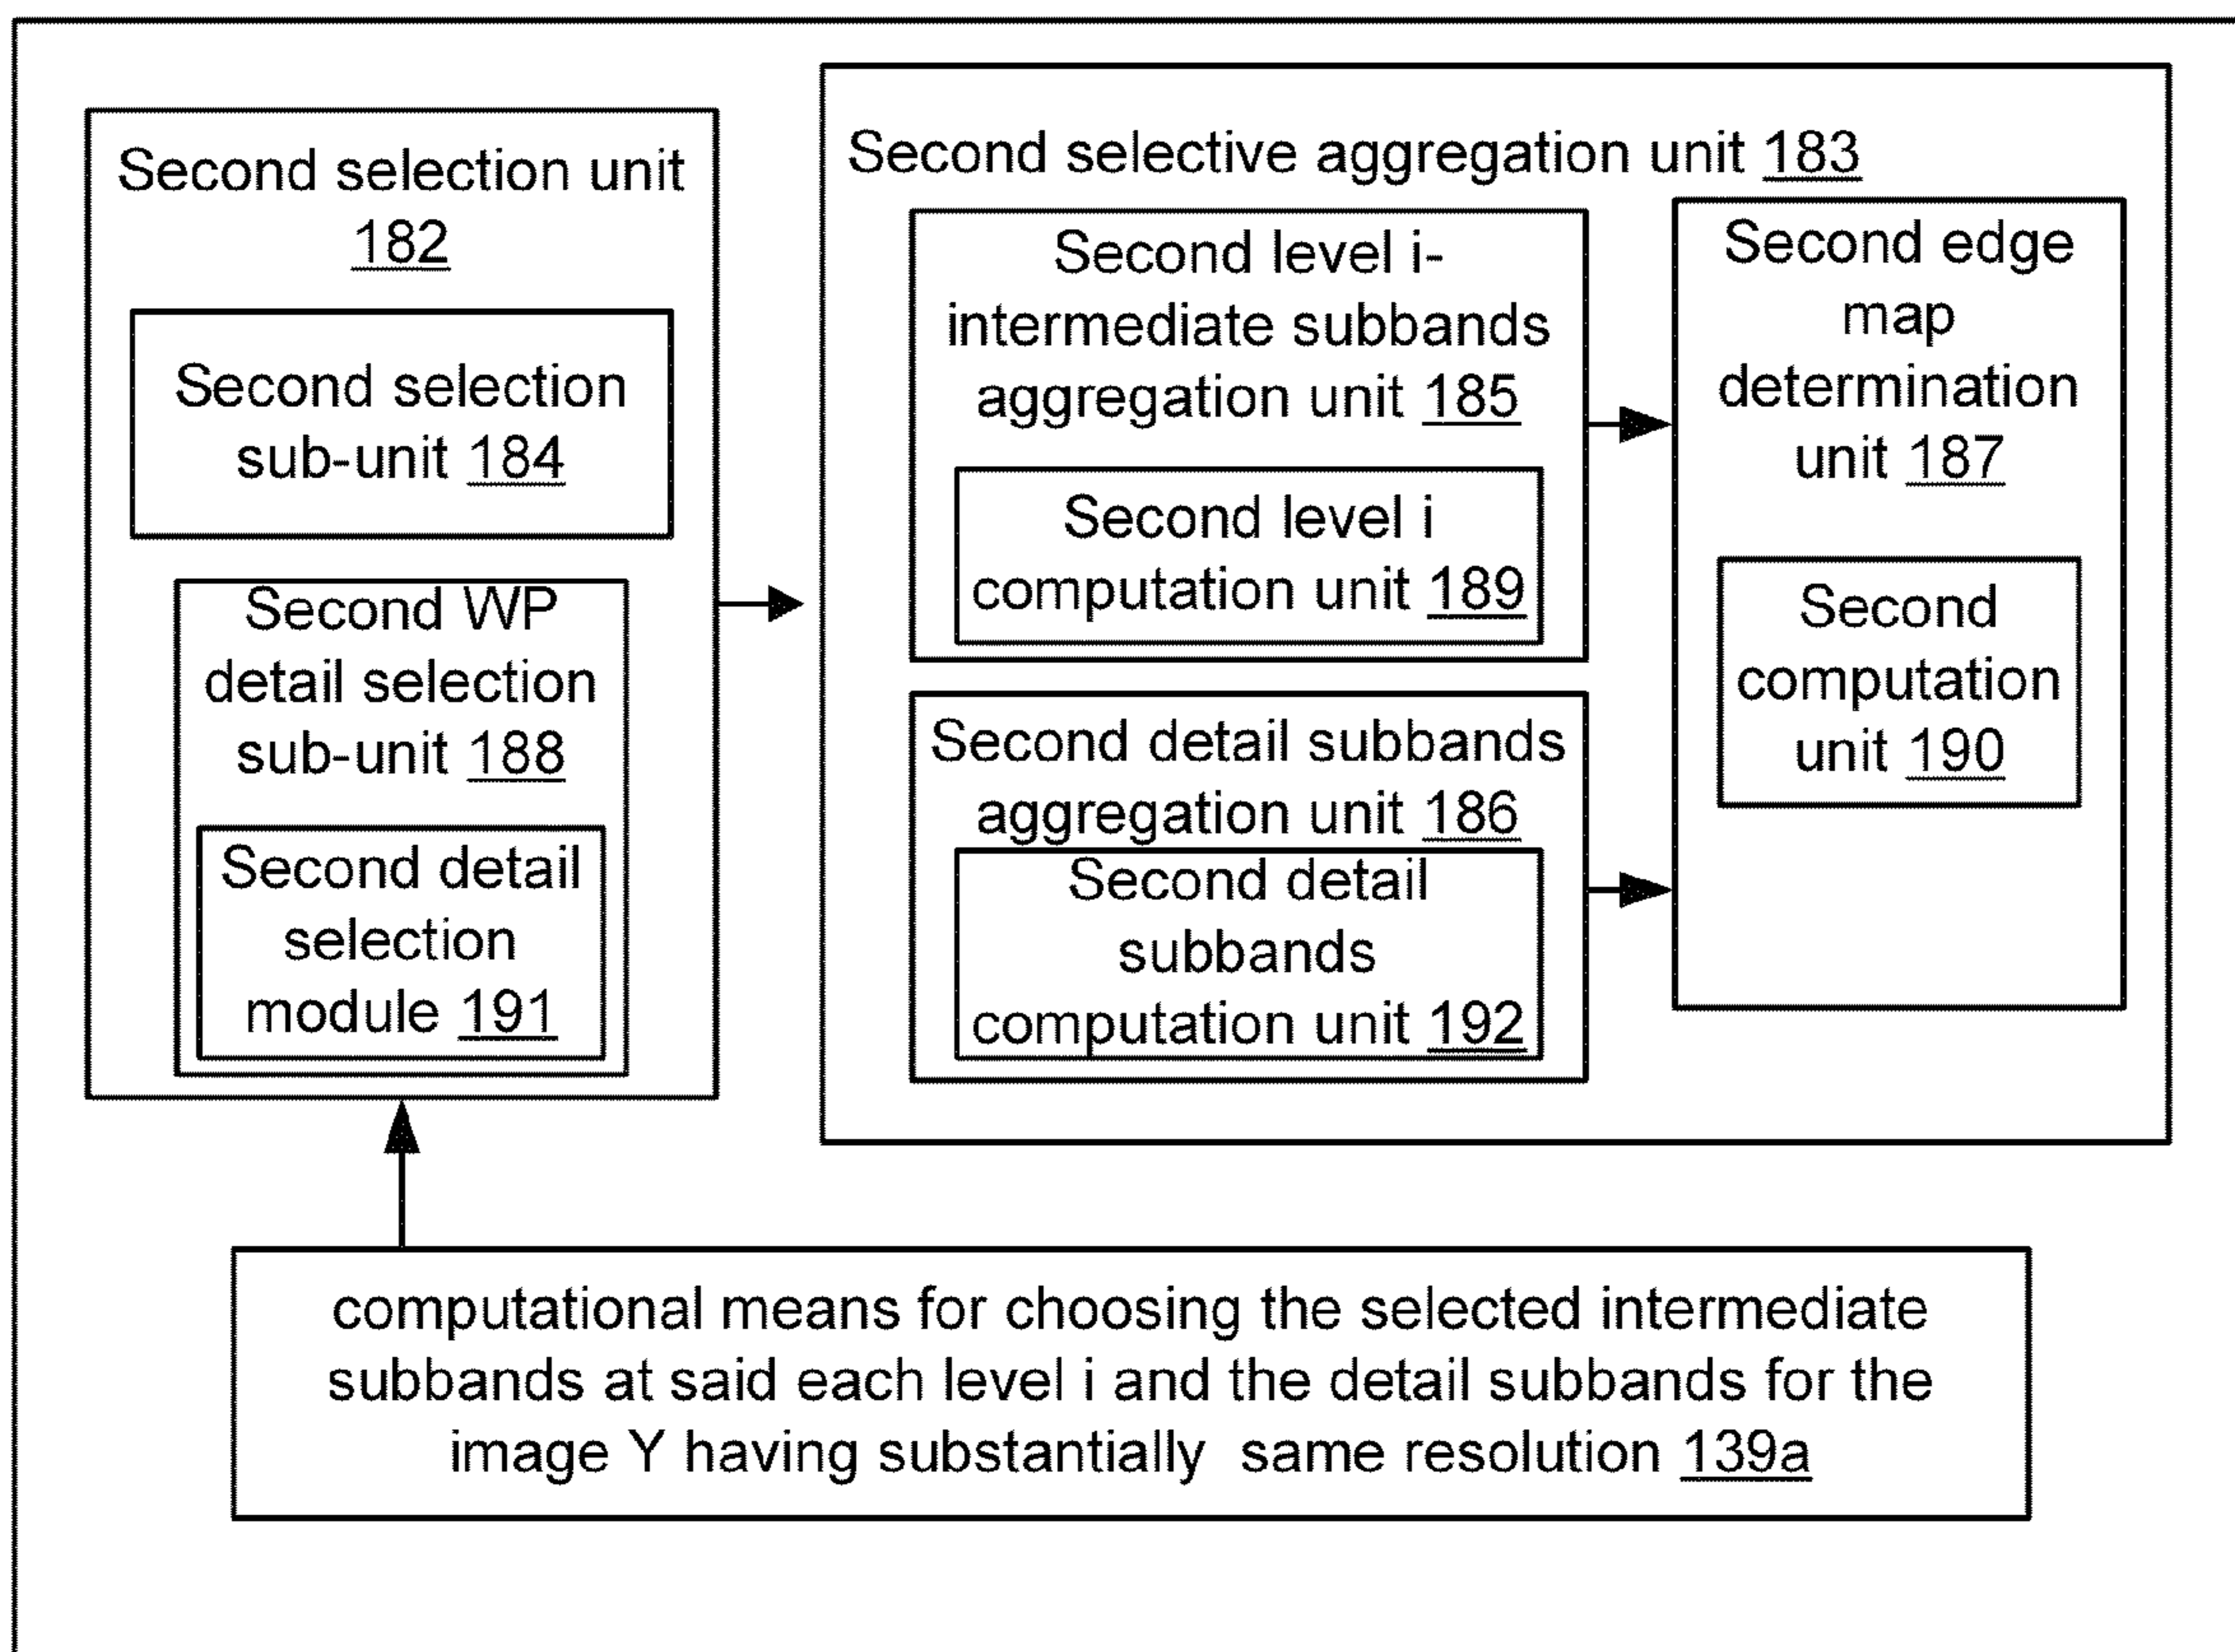 Second selection unit
182
Second selection
sub-unit 184
Second WP
detail selection
sub-unit 188
Second detail
selection
module 191
Second selective aggregation unit 183
Second level i-
intermediate subbands
aggregation unit 185
Second level i
computation unit 189
Second detail subbands
aggregation unit 186
Second detail
subbands
computation unit 192
Second edge
map
determination
unit 187
Second
computation
unit 190
computational means for choosing the selected intermediate
subbands at said each level i and the detail subbands for the
image Y having substantially same resolution 139a